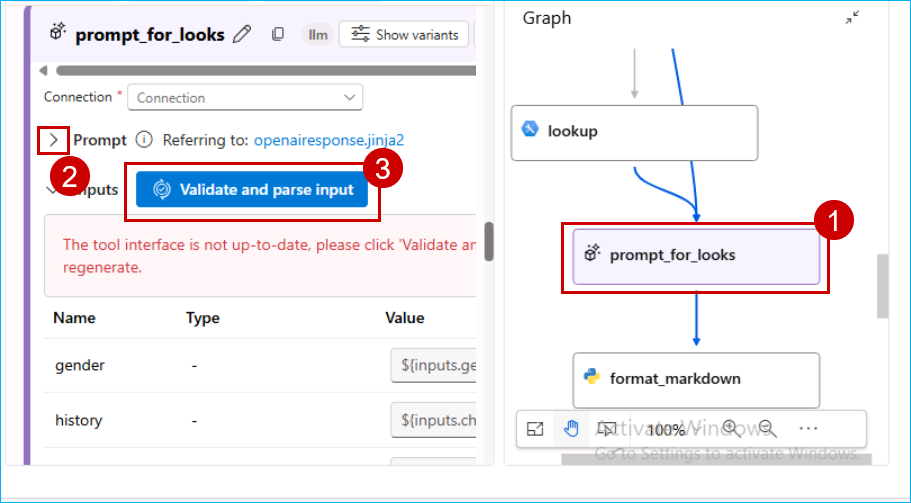 prompt_for_looks
llm
Show variants
Connection *
Connection
Prompt
Referring to: openairesponse.jinja2
2
Inputs
Validate and parse input
3
The tool interface is not up-to-date, please click 'Validate an
regenerate.
Name Type Value
gender - ${inputs.ge
history - ${inputs.ch
Graph
lookup
1
prompt_for_looks
format_markdown
100%
Activate Windows
Go to Settings to activate Windows.